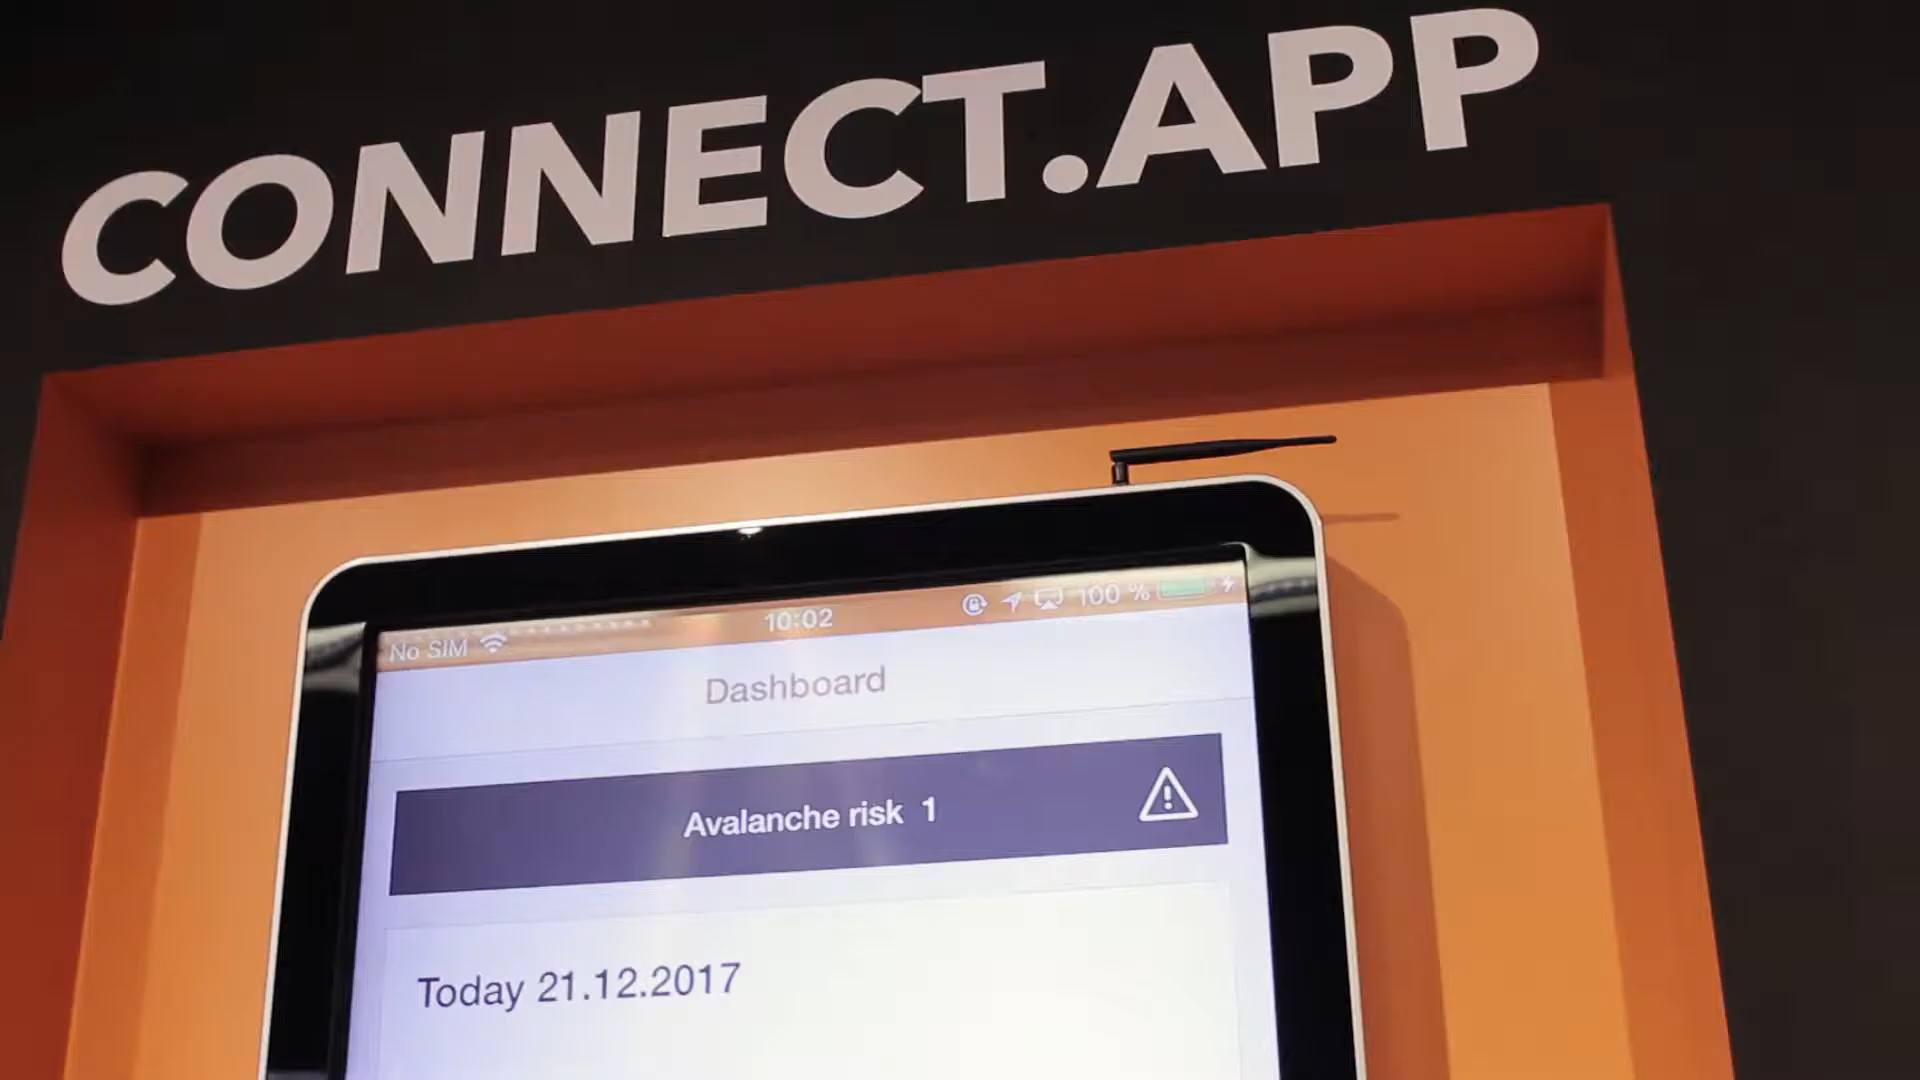 CONNECT.APP
No SIM 10:02 100 %
Dashboard
Avalanche risk 1
Today 21.12.2017